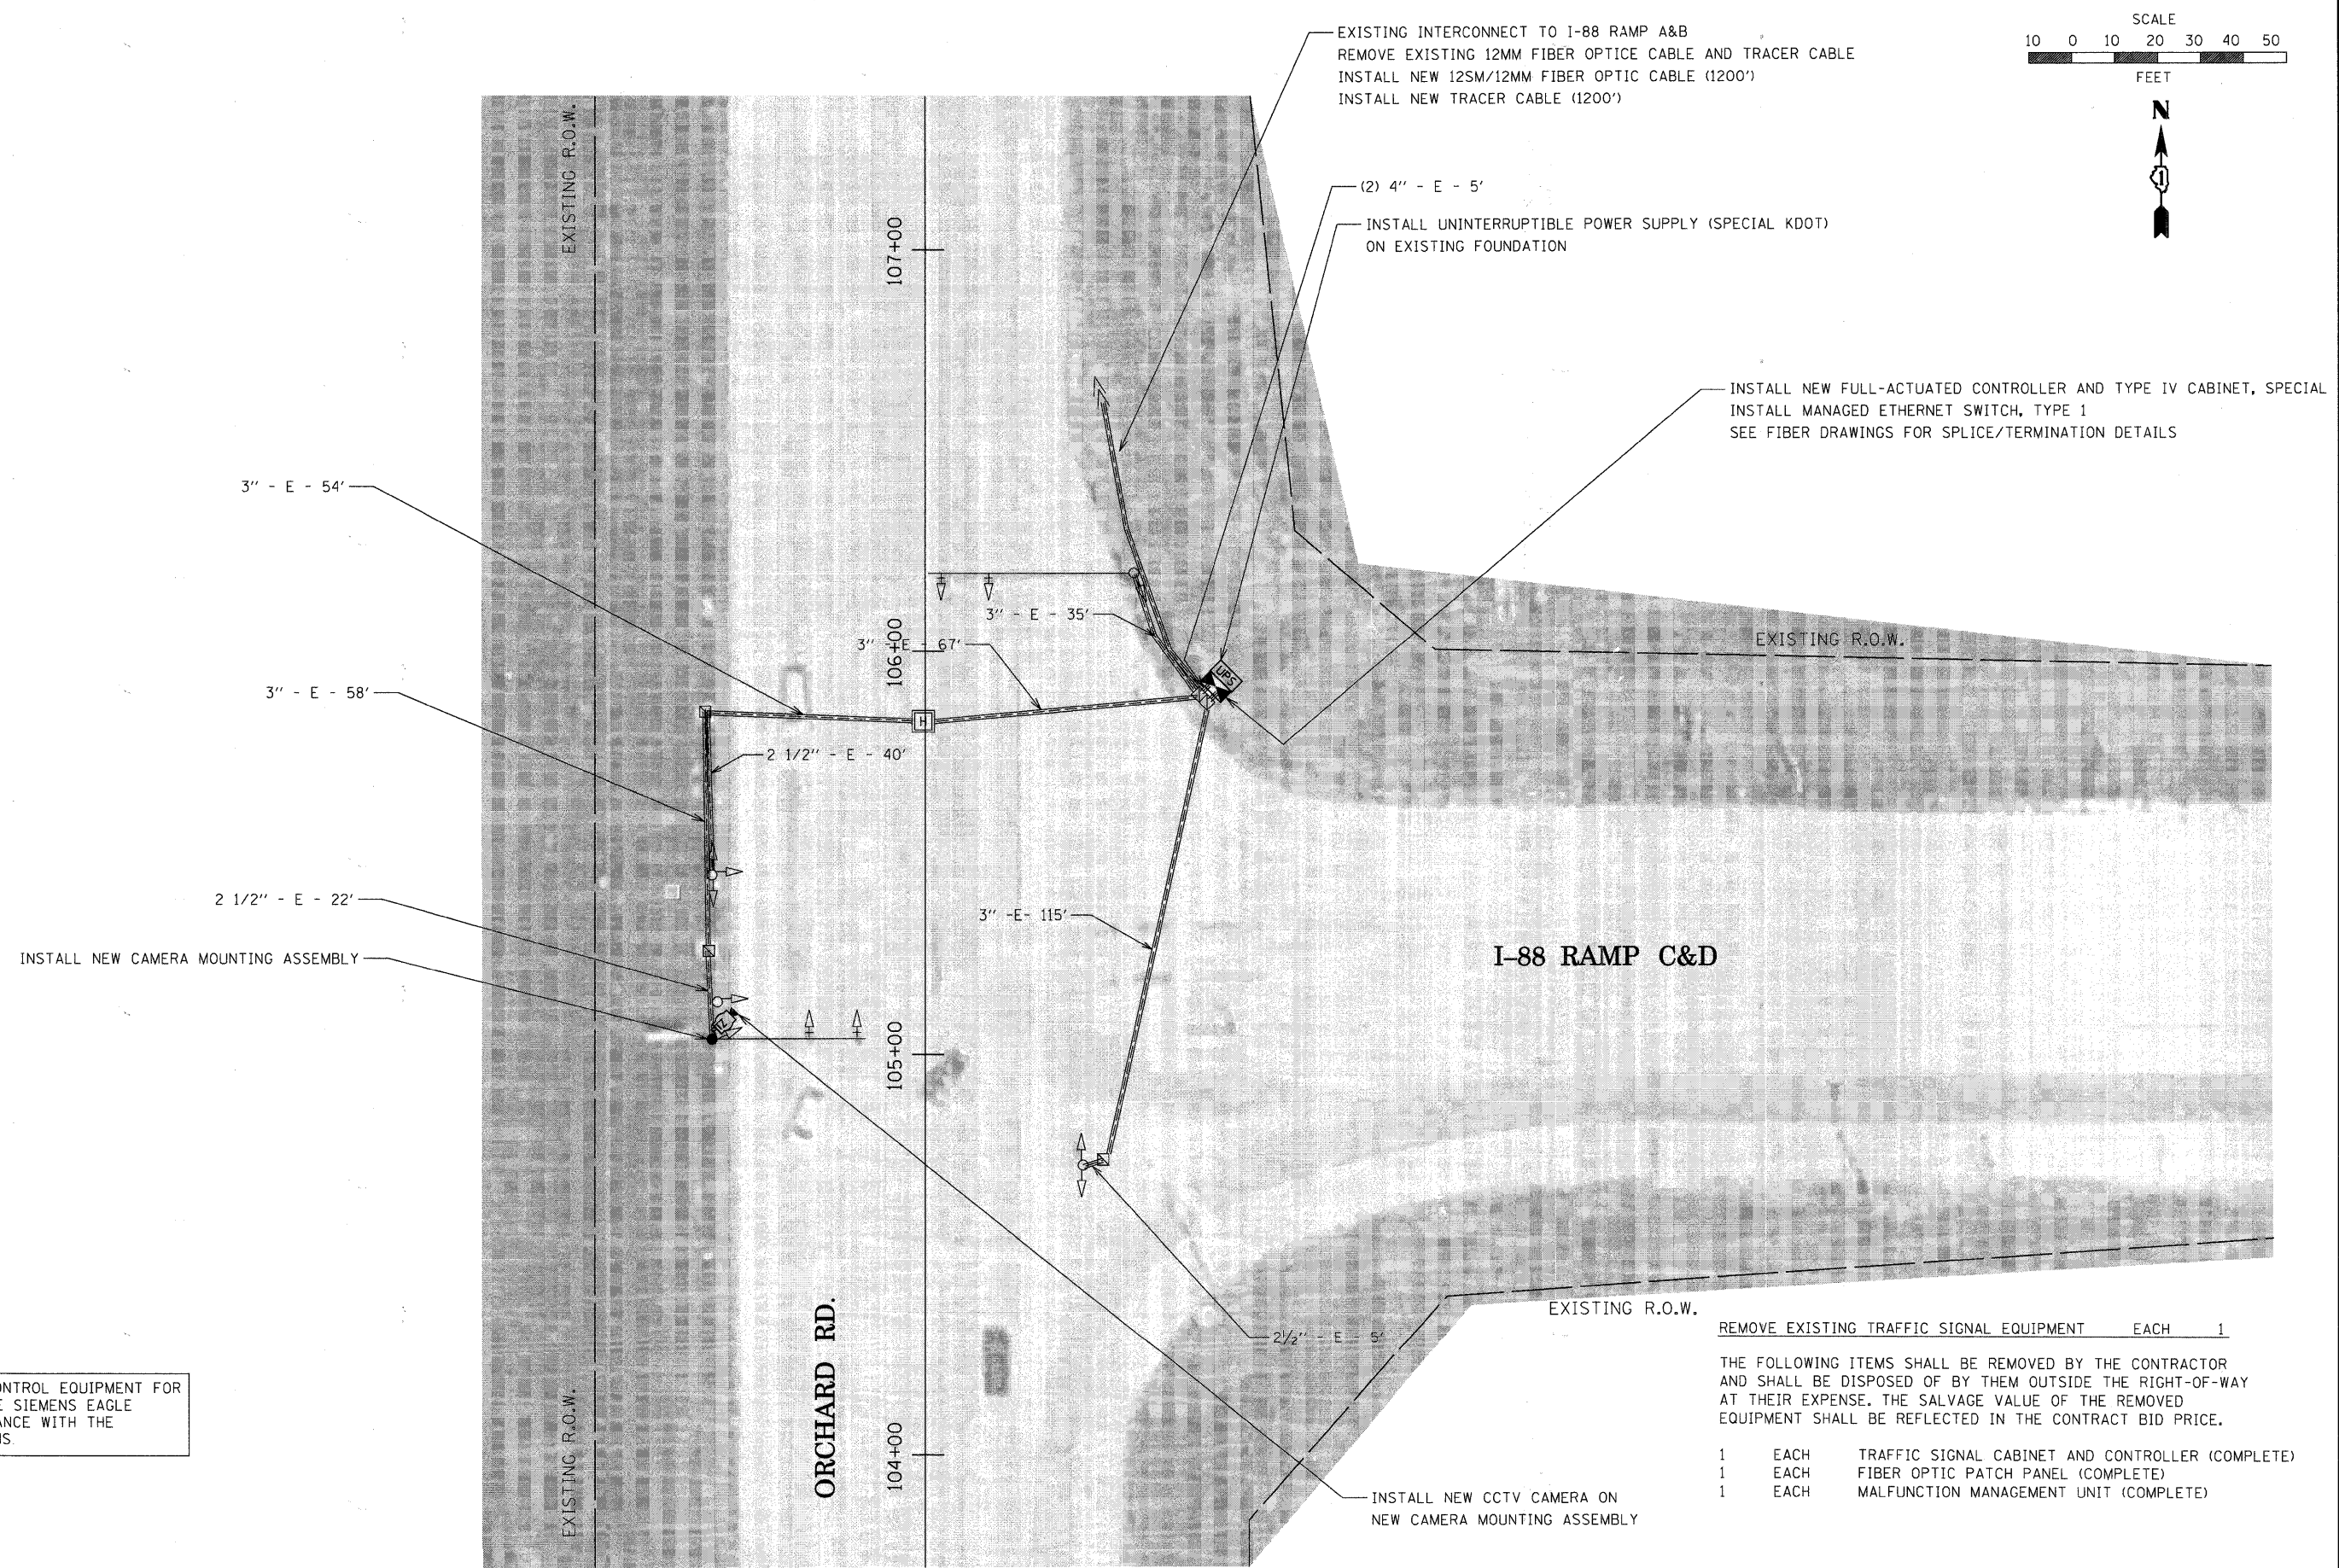 EXISTING INTERCONNECT TO I-88 RAMP A&B
REMOVE EXISTING 12MM FIBER OPTICE CABLE AND TRACER CABLE
INSTALL NEW 12SM/12MM FIBER OPTIC CABLE (1200')
INSTALL NEW TRACER CABLE (1200')
SCALE
10 0 10 20 30 40 50
FEET
N
1
EXISTING R.O.W.
(2) 4" - E - 5'
INSTALL UNINTERRUPTIBLE POWER SUPPLY (SPECIAL KDOT)
ON EXISTING FOUNDATION
107+00
INSTALL NEW FULL-ACTUATED CONTROLLER AND TYPE IV CABINET, SPECIAL
INSTALL MANAGED ETHERNET SWITCH, TYPE 1
SEE FIBER DRAWINGS FOR SPLICE/TERMINATION DETAILS
3" - E - 54'
3" - E - 35'
3" - E - 67'
106+00
EXISTING R.O.W.
UPS
3" - E - 58'
H
2 1/2" - E - 40'
2 1/2" - E - 22'
3" -E- 115'
INSTALL NEW CAMERA MOUNTING ASSEMBLY
I-88 RAMP C&D
105+00
EXISTING R.O.W.
2½" - E - 5'
ORCHARD RD.
104+00
EXISTING R.O.W.
INSTALL NEW CCTV CAMERA ON
NEW CAMERA MOUNTING ASSEMBLY
ONTROL EQUIPMENT FOR
E SIEMENS EAGLE
ANCE WITH THE
NS.
REMOVE EXISTING TRAFFIC SIGNAL EQUIPMENT EACH 1
THE FOLLOWING ITEMS SHALL BE REMOVED BY THE CONTRACTOR
AND SHALL BE DISPOSED OF BY THEM OUTSIDE THE RIGHT-OF-WAY
AT THEIR EXPENSE. THE SALVAGE VALUE OF THE REMOVED
EQUIPMENT SHALL BE REFLECTED IN THE CONTRACT BID PRICE.
1 EACH TRAFFIC SIGNAL CABINET AND CONTROLLER (COMPLETE)
1 EACH FIBER OPTIC PATCH PANEL (COMPLETE)
1 EACH MALFUNCTION MANAGEMENT UNIT (COMPLETE)